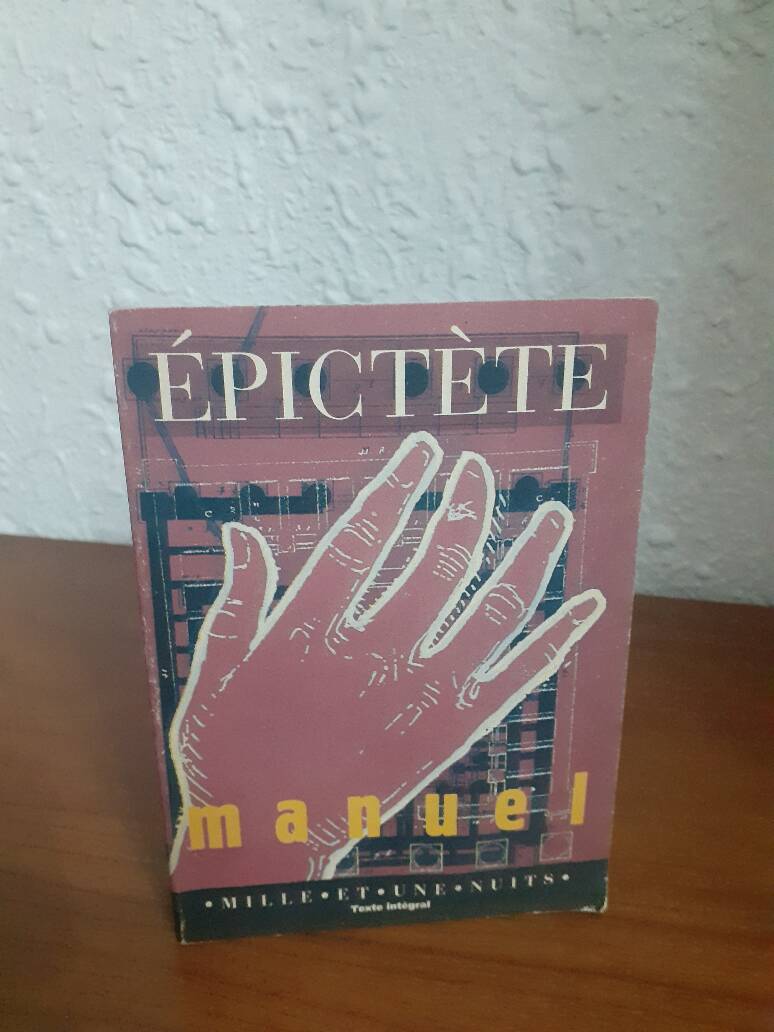 ÉPICTÈTE
manuel
•MILLE•ET•UNE•NUITS•
Texte intégral